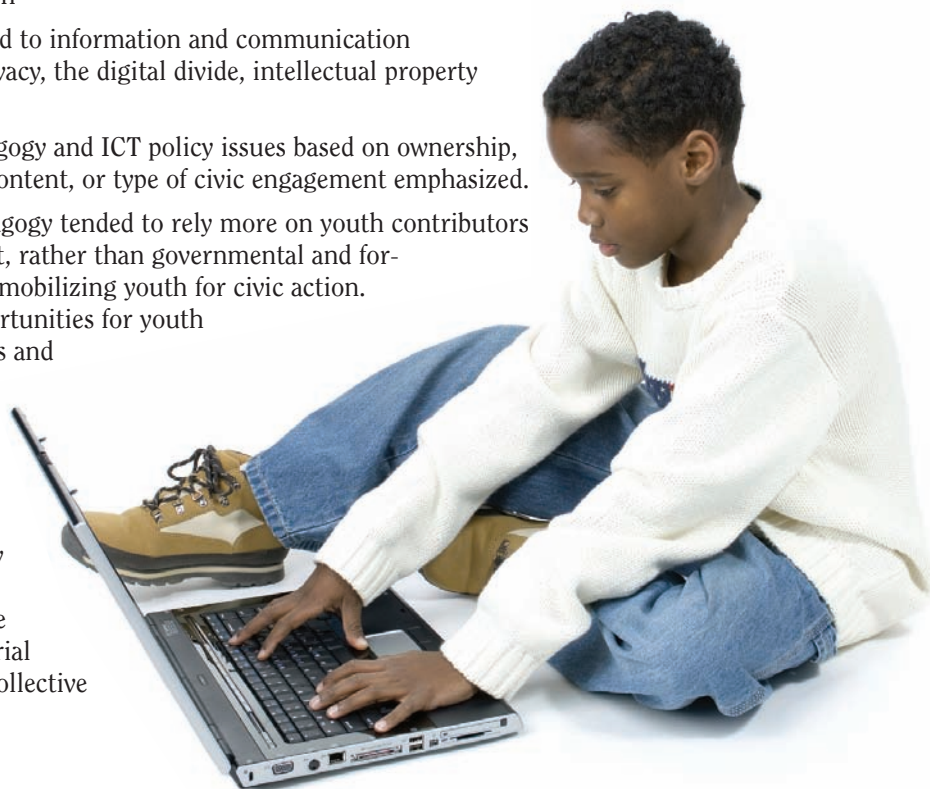 d to information and communication
vacy, the digital divide, intellectual property
gogy and ICT policy issues based on ownership,
ontent, or type of civic engagement emphasized.
agogy tended to rely more on youth contributors
t, rather than governmental and for-
mobilizing youth for civic action.
ortunities for youth
s and
e
rial
ollective